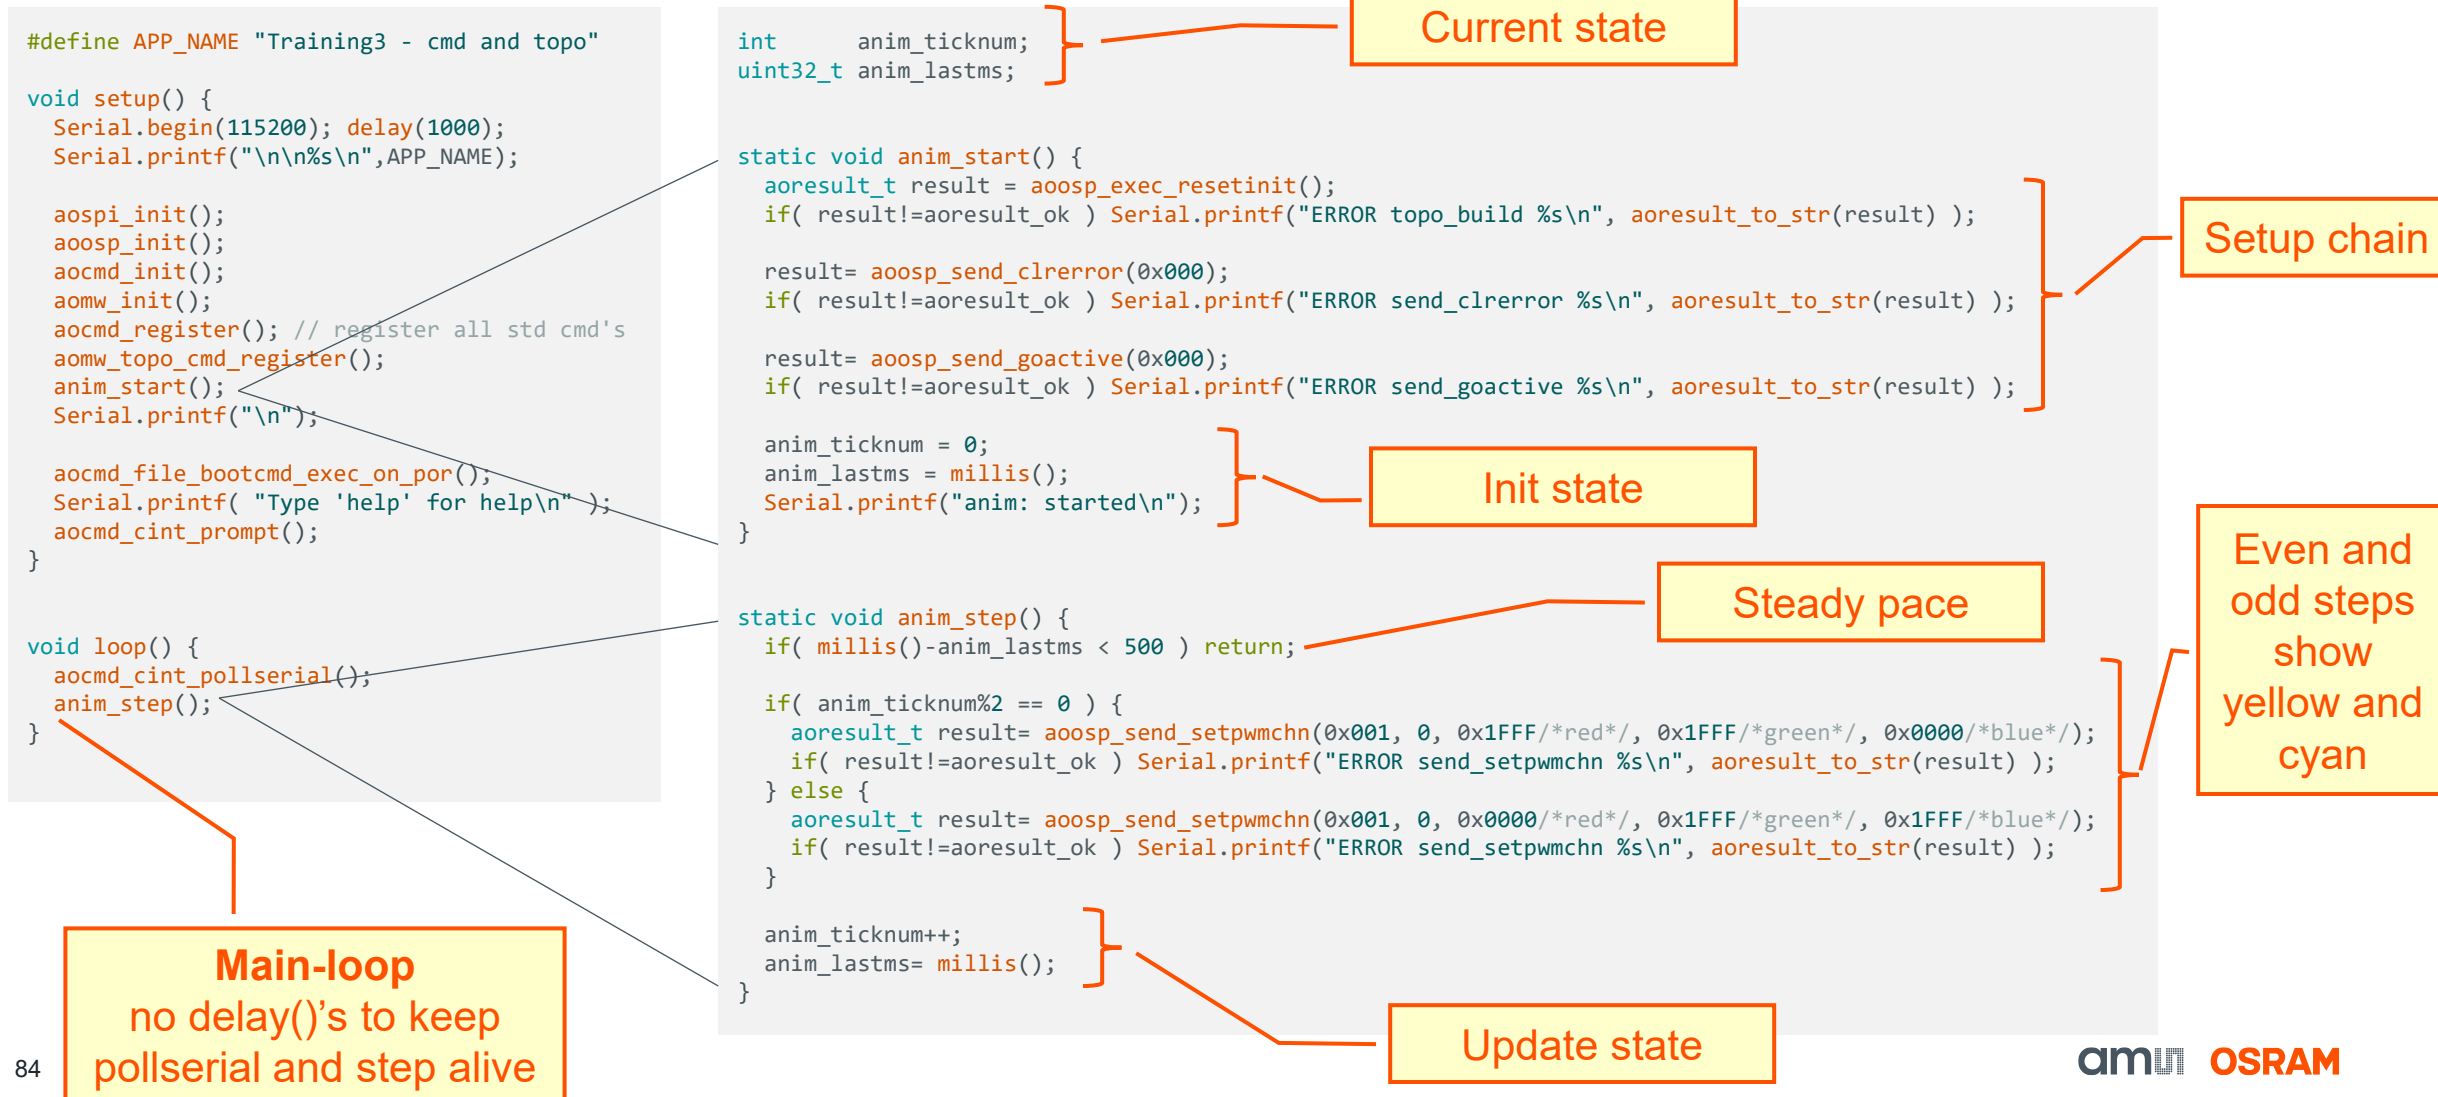 #define APP_NAME "Training3 - cmd and topo"
void setup() {
  Serial.begin(115200); delay(1000);
  Serial.printf("\n\n%s\n",APP_NAME);
  aospi_init();
  aoosp_init();
  aocmd_init();
  aomw_init();
  aocmd_register(); // register all std cmd's
  aomw_topo_cmd_register();
  anim_start();
  Serial.printf("\n");
  aocmd_file_bootcmd_exec_on_por();
  Serial.printf( "Type 'help' for help\n" );
  aocmd_cint_prompt();
}
void loop() {
  aocmd_cint_pollserial();
  anim_step();
}
Main-loop
no delay()’s to keep
pollserial and step alive
int      anim_ticknum;
uint32_t anim_lastms;
Current state
static void anim_start() {
  aoresult_t result = aoosp_exec_resetinit();
  if( result!=aoresult_ok ) Serial.printf("ERROR topo_build %s\n", aoresult_to_str(result) );
  result= aoosp_send_clrerror(0x000);
  if( result!=aoresult_ok ) Serial.printf("ERROR send_clrerror %s\n", aoresult_to_str(result) );
  result= aoosp_send_goactive(0x000);
  if( result!=aoresult_ok ) Serial.printf("ERROR send_goactive %s\n", aoresult_to_str(result) );
Setup chain
  anim_ticknum = 0;
  anim_lastms = millis();
  Serial.printf("anim: started\n");
}
Init state
static void anim_step() {
  if( millis()-anim_lastms < 500 ) return;
Steady pace
  if( anim_ticknum%2 == 0 ) {
    aoresult_t result= aoosp_send_setpwmchn(0x001, 0, 0x1FFF/*red*/, 0x1FFF/*green*/, 0x0000/*blue*/);
    if( result!=aoresult_ok ) Serial.printf("ERROR send_setpwmchn %s\n", aoresult_to_str(result) );
  } else {
    aoresult_t result= aoosp_send_setpwmchn(0x001, 0, 0x0000/*red*/, 0x1FFF/*green*/, 0x1FFF/*blue*/);
    if( result!=aoresult_ok ) Serial.printf("ERROR send_setpwmchn %s\n", aoresult_to_str(result) );
  }
Even and
odd steps
show
yellow and
cyan
  anim_ticknum++;
  anim_lastms= millis();
}
Update state
84
am OSRAM